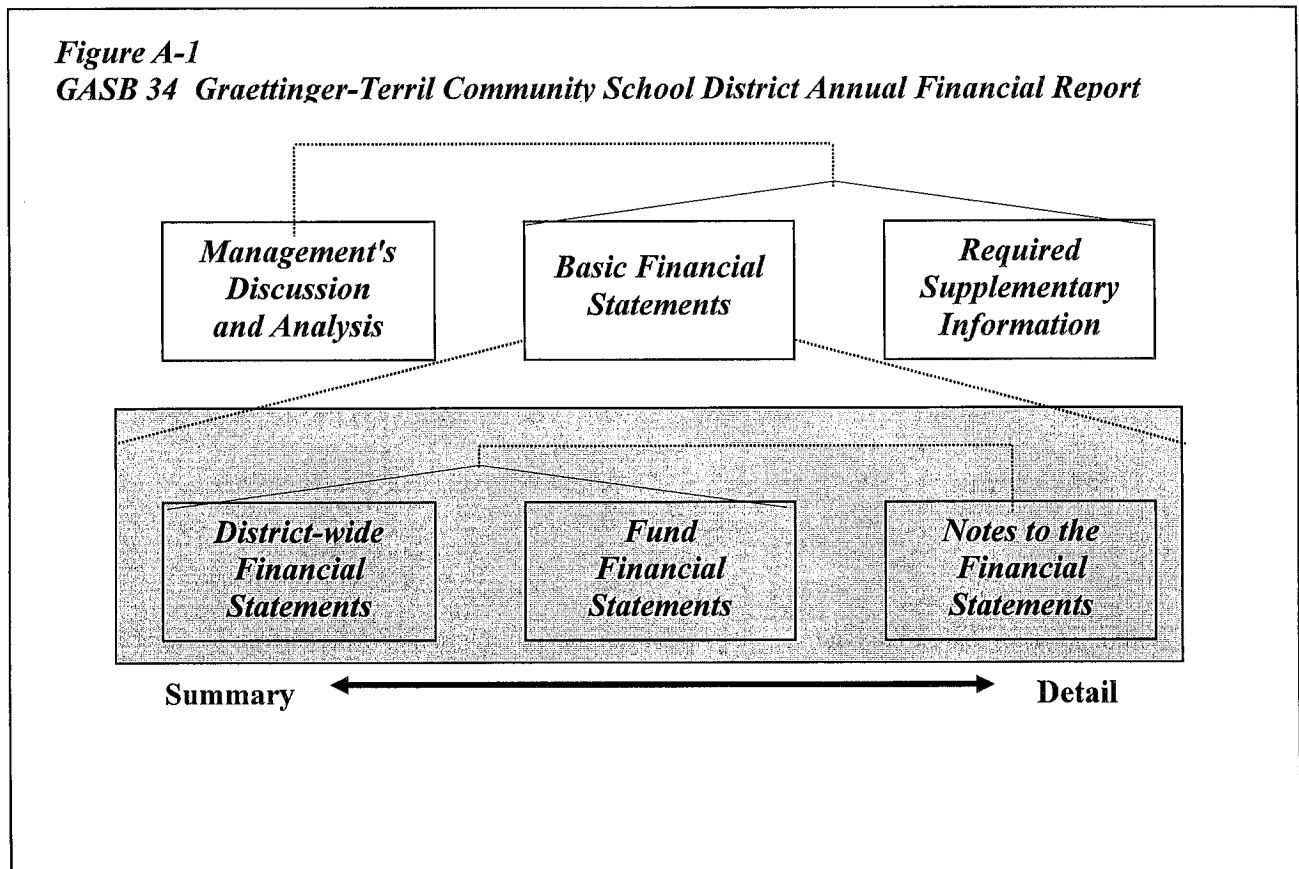 Figure A-1
GASB 34 Graettinger-Terril Community School District Annual Financial Report
Management's
Discussion
and Analysis
Basic Financial
Statements
Required
Supplementary
Information
District-wide
Financial
Statements
Fund
Financial
Statements
Notes to the
Financial
Statements
Summary
Detail